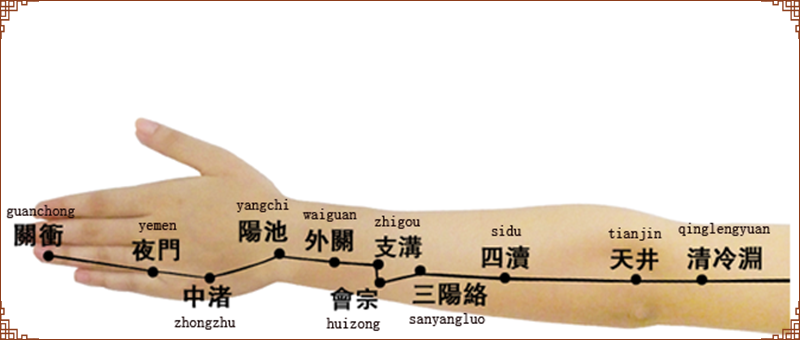 guanchong
關衝
yemen
夜門
中渚
zhongzhu
yangchi
陽池
waiguan
外關
zhigou
支溝
會宗
huizong
三陽絡
sanyangluo
sidu
四瀆
tianjin
天井
qinglengyuan
清冷淵